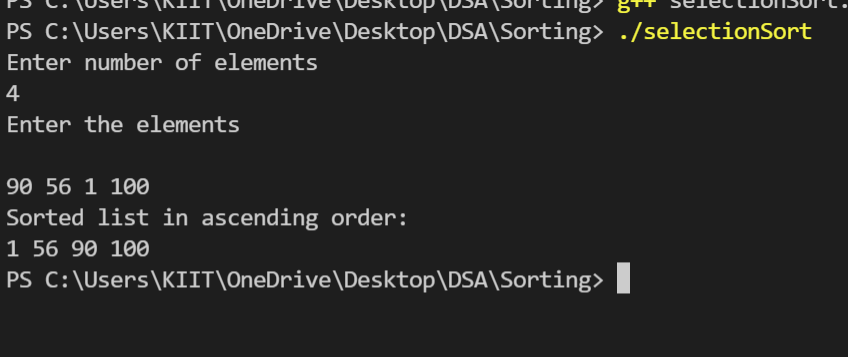 PS C:\Users\KIIT\OneDrive\Desktop\DSA\Sorting> g++ selectionSort.
PS C:\Users\KIIT\OneDrive\Desktop\DSA\Sorting> ./selectionSort
Enter number of elements
4
Enter the elements
90 56 1 100
Sorted list in ascending order:
1 56 90 100
PS C:\Users\KIIT\OneDrive\Desktop\DSA\Sorting>